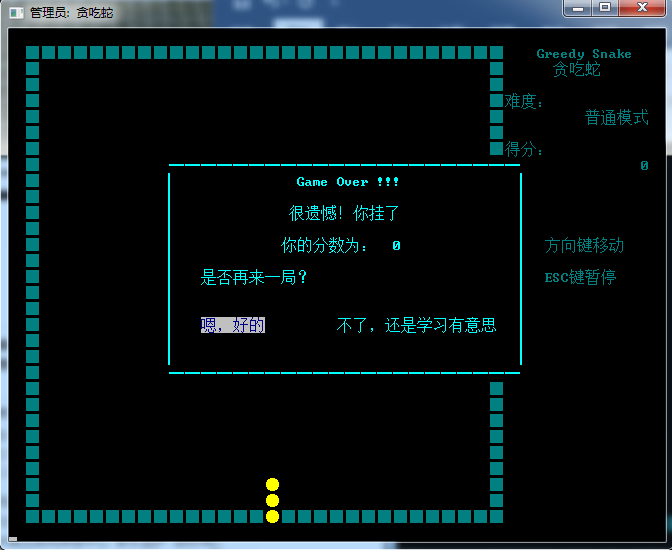 管理员: 贪吃蛇
Greedy Snake
贪吃蛇
难度:
普通模式
得分:
0
Game Over !!!
很遗憾! 你挂了
你的分数为: 0
方向键移动
是否再来一局?
ESC键暂停
嗯, 好的
不了, 还是学习有意思